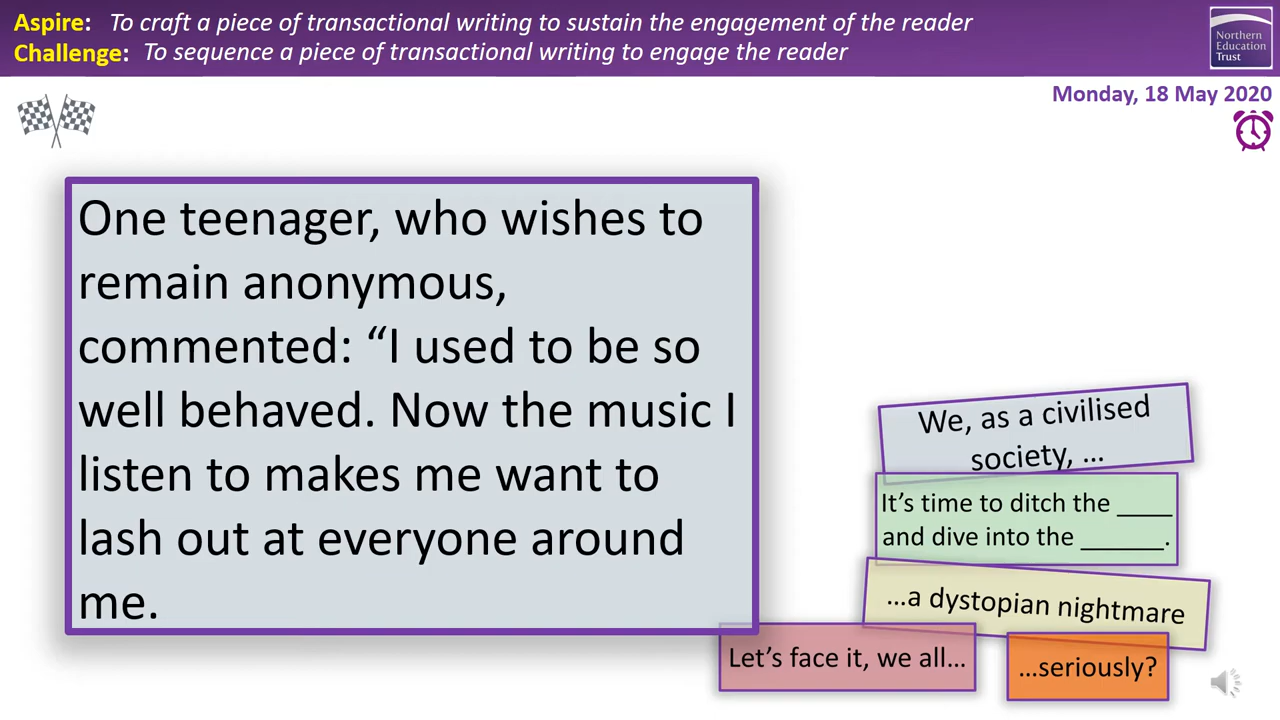 Aspire: To craft a piece of transactional writing to sustain the engagement of the reader
Challenge: To sequence a piece of transactional writing to engage the reader
Northern
Education
Trust
Monday, 18 May 2020
One teenager, who wishes to
remain anonymous,
commented: “I used to be so
well behaved. Now the music I
listen to makes me want to
lash out at everyone around
me.
We, as a civilised
society, ...
It’s time to ditch the ____
and dive into the ______.
...a dystopian nightmare
Let’s face it, we all...
...seriously?